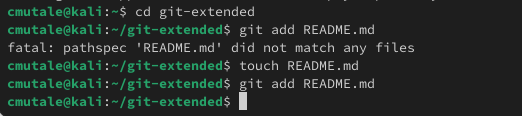 cmutale@kali:~$ cd git-extended
cmutale@kali:~/git-extended$ git add README.md
fatal: pathspec 'README.md' did not match any files
cmutale@kali:~/git-extended$ touch README.md
cmutale@kali:~/git-extended$ git add README.md
cmutale@kali:~/git-extended$